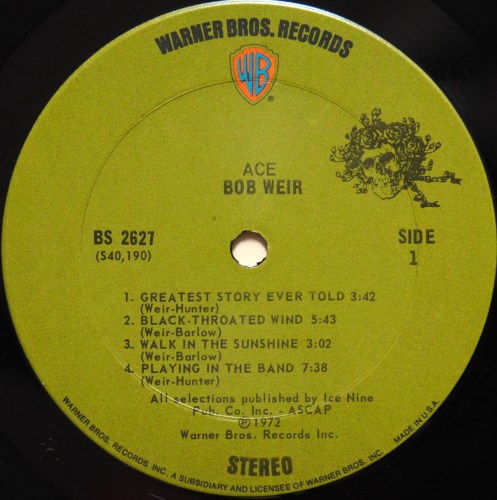 WARNER BROS. RECORDS
WB
ACE
BOB WEIR
BS 2627
(S40,190)
SIDE
1
1. GREATEST STORY EVER TOLD 3:42
(Weir-Hunter)
2. BLACK-THROATED WIND 5:43
(Weir-Barlow)
3. WALK IN THE SUNSHINE 3:02
(Weir-Barlow)
4. PLAYING IN THE BAND 7:38
(Weir-Hunter)
All selections published by Ice Nine
Pub. Co. Inc. - ASCAP
℗ 1972
Warner Bros. Records Inc.
STEREO
WARNER BROS. RECORDS INC. A SUBSIDIARY AND LICENSEE OF WARNER BROS. INC. MADE IN U.S.A.